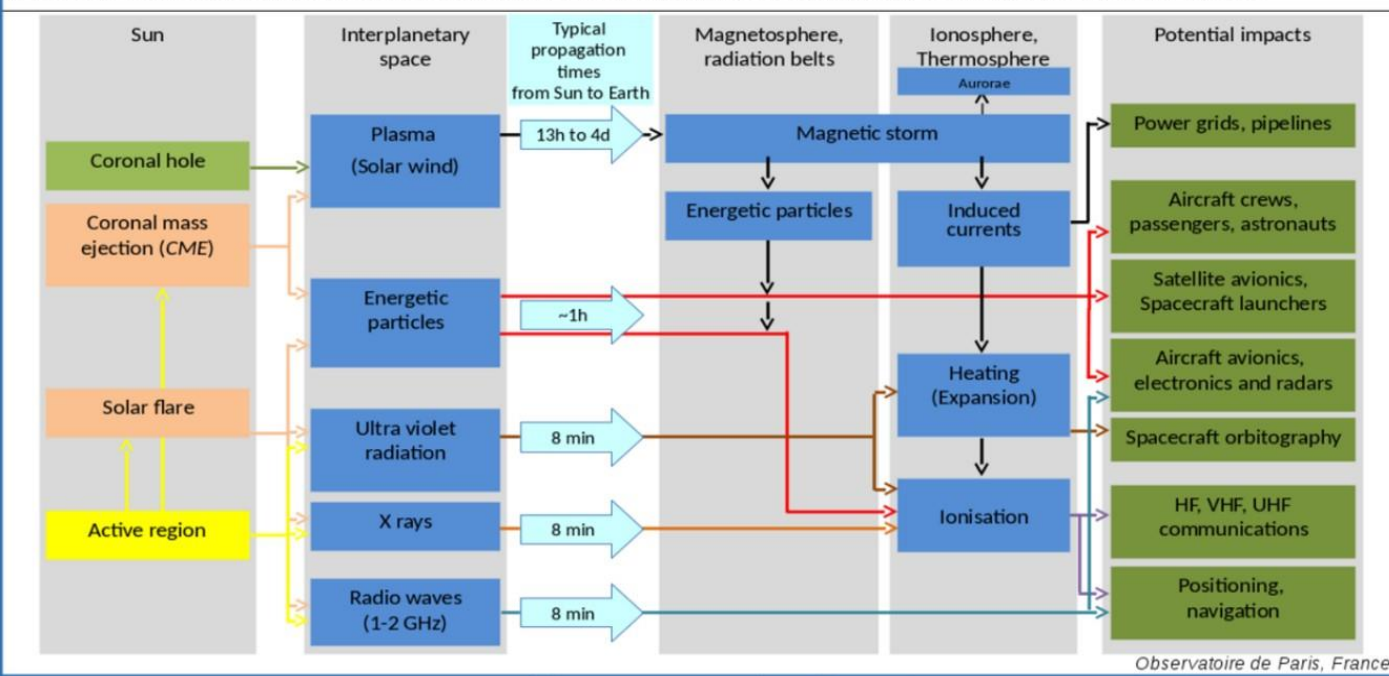 Sun
Interplanetary
space
Typical
propagation
times
from Sun to Earth
Magnetosphere,
radiation belts
Ionosphere,
Thermosphere
Potential impacts
Aurorae
Coronal hole
Coronal mass
ejection (CME)
Solar flare
Active region
Plasma
(Solar wind)
Energetic
particles
Ultra violet
radiation
X rays
Radio waves
(1-2 GHz)
13h to 4d
~1h
8 min
8 min
8 min
Magnetic storm
Energetic particles
Induced
currents
Heating
(Expansion)
Ionisation
Power grids, pipelines
Aircraft crews,
passengers, astronauts
Satellite avionics,
Spacecraft launchers
Aircraft avionics,
electronics and radars
Spacecraft orbitography
HF, VHF, UHF
communications
Positioning,
navigation
Observatoire de Paris, France